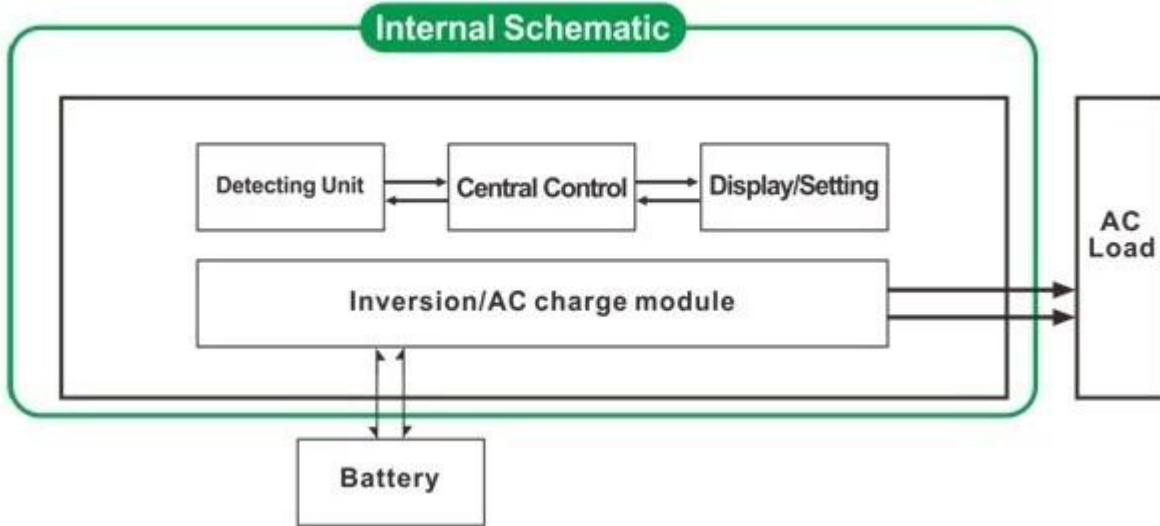 Internal Schematic
Detecting Unit
Central Control
Display/Setting
AC
Load
Inversion/AC charge module
Battery